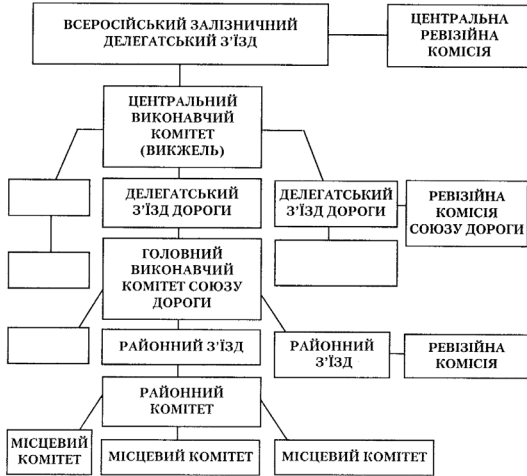 ВСЕРОСІЙСЬКИЙ ЗАЛІЗНИЧНИЙ
ДЕЛЕГАТСЬКИЙ З’ЇЗД
ЦЕНТРАЛЬНА
РЕВІЗІЙНА
КОМІСІЯ
ЦЕНТРАЛЬНИЙ
ВИКОНАВЧИЙ
КОМІТЕТ
(ВИКЖЕЛЬ)
ДЕЛЕГАТСЬКИЙ
З’ЇЗД ДОРОГИ
ДЕЛЕГАТСЬКИЙ
З’ЇЗД ДОРОГИ
РЕВІЗІЙНА
КОМІСІЯ
СОЮЗУ ДОРОГИ
ГОЛОВНИЙ
ВИКОНАВЧИЙ
КОМІТЕТ СОЮЗУ
ДОРОГИ
РАЙОННИЙ З’ЇЗД
РАЙОННИЙ
З’ЇЗД
РЕВІЗІЙНА
КОМІСІЯ
РАЙОННИЙ
КОМІТЕТ
МІСЦЕВИЙ
КОМІТЕТ
МІСЦЕВИЙ КОМІТЕТ
МІСЦЕВИЙ КОМІТЕТ